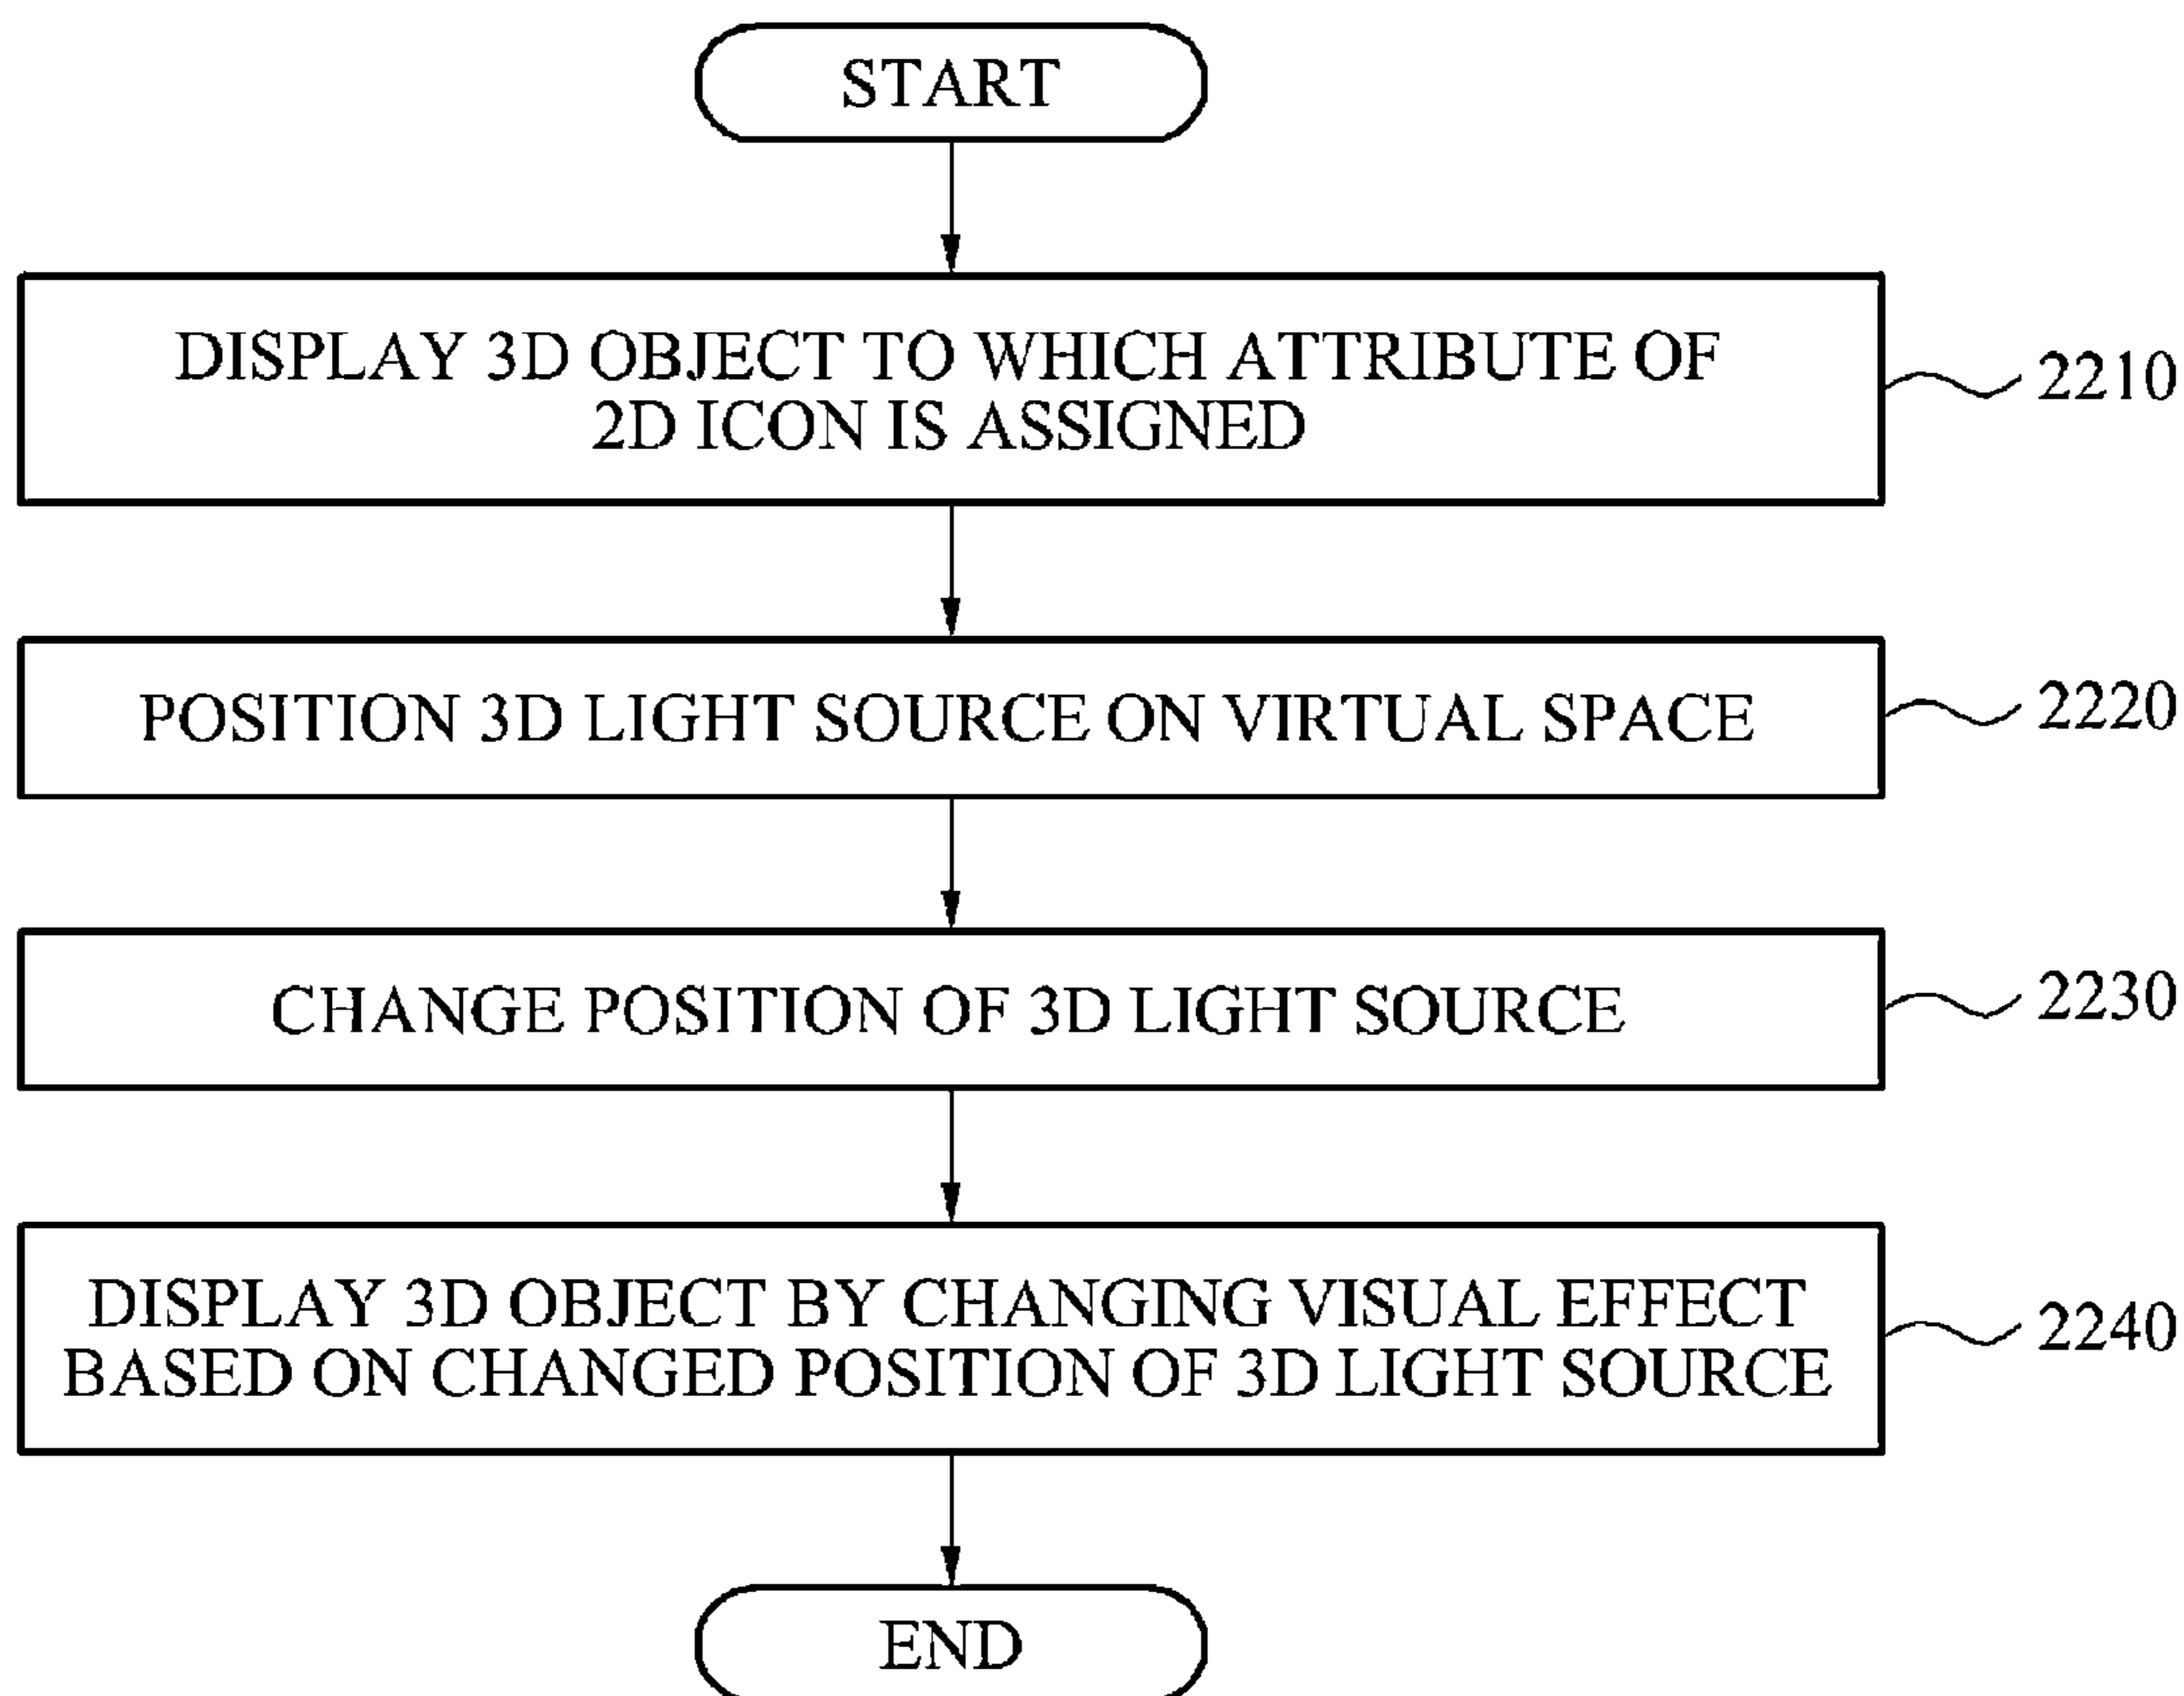 START
DISPLAY 3D OBJECT TO WHICH ATTRIBUTE OF
2D ICON IS ASSIGNED
2210
POSITION 3D LIGHT SOURCE ON VIRTUAL SPACE
2220
CHANGE POSITION OF 3D LIGHT SOURCE
2230
DISPLAY 3D OBJECT BY CHANGING VISUAL EFFECT
BASED ON CHANGED POSITION OF 3D LIGHT SOURCE
2240
END